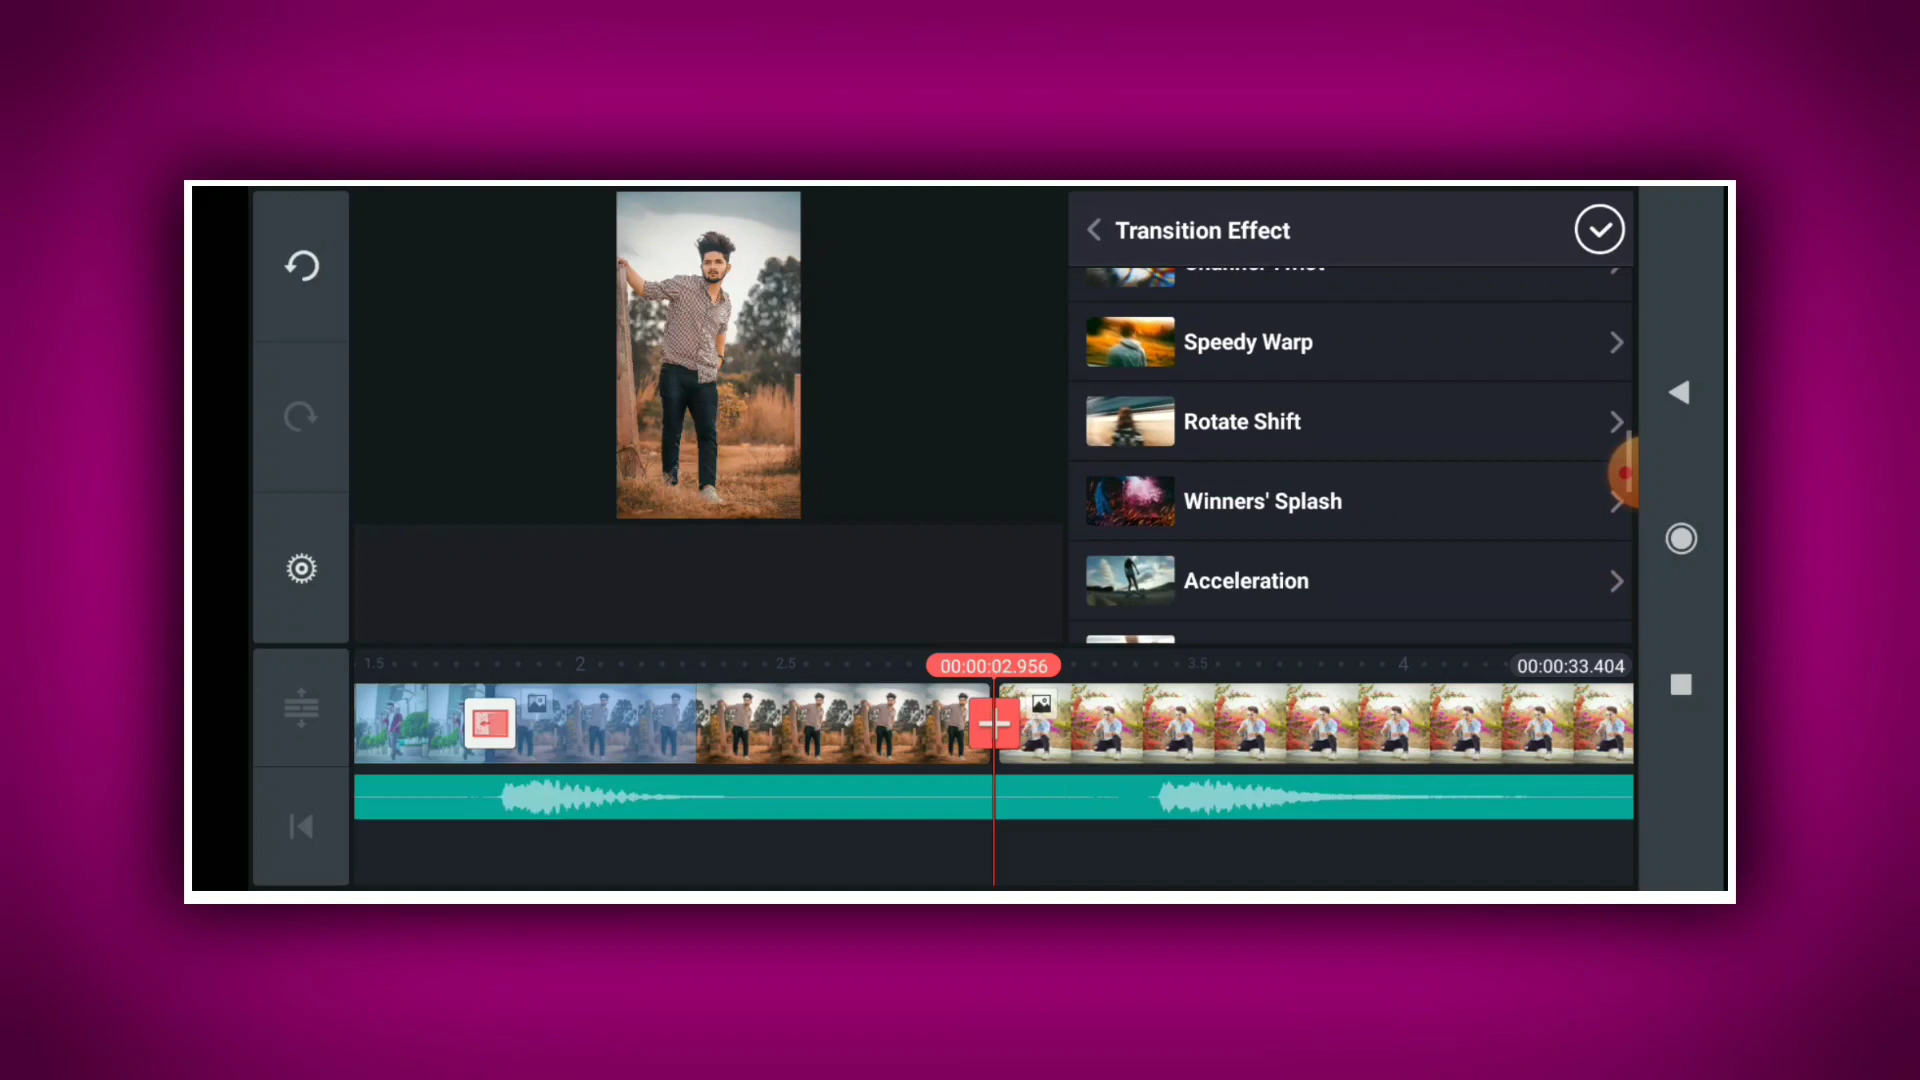 Transition Effect
Speedy Warp
Rotate Shift
Winners' Splash
Acceleration
1.5
2
2.5
00:00:02.956
3.5
4
00:00:33.404